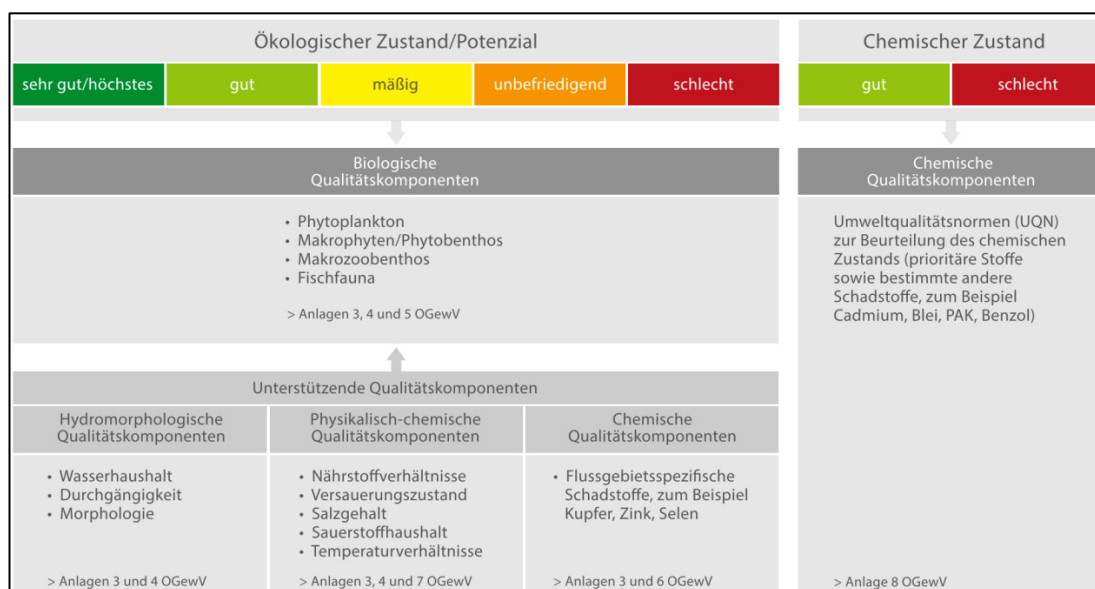 Ökologischer Zustand/Potenzial
sehr gut/höchstes
gut
mäßig
unbefriedigend
schlecht
Biologische
Qualitätskomponenten
• Phytoplankton
• Makrophyten/Phytobenthos
• Makrozoobenthos
• Fischfauna
> Anlagen 3, 4 und 5 OGewV
Unterstützende Qualitätskomponenten
Hydromorphologische
Qualitätskomponenten
• Wasserhaushalt
• Durchgängigkeit
• Morphologie
> Anlagen 3 und 4 OGewV
Physikalisch-chemische
Qualitätskomponenten
• Nährstoffverhältnisse
• Versauerungszustand
• Salzgehalt
• Sauerstoffhaushalt
• Temperaturverhältnisse
> Anlagen 3, 4 und 7 OGewV
Chemische
Qualitätskomponenten
• Flussgebietsspezifische
Schadstoffe, zum Beispiel
Kupfer, Zink, Selen
> Anlagen 3 und 6 OGewV
Chemischer Zustand
gut
schlecht
Chemische
Qualitätskomponenten
Umweltqualitätsnormen (UQN)
zur Beurteilung des chemischen
Zustands (prioritäre Stoffe
sowie bestimmte andere
Schadstoffe, zum Beispiel
Cadmium, Blei, PAK, Benzol)
> Anlage 8 OGewV